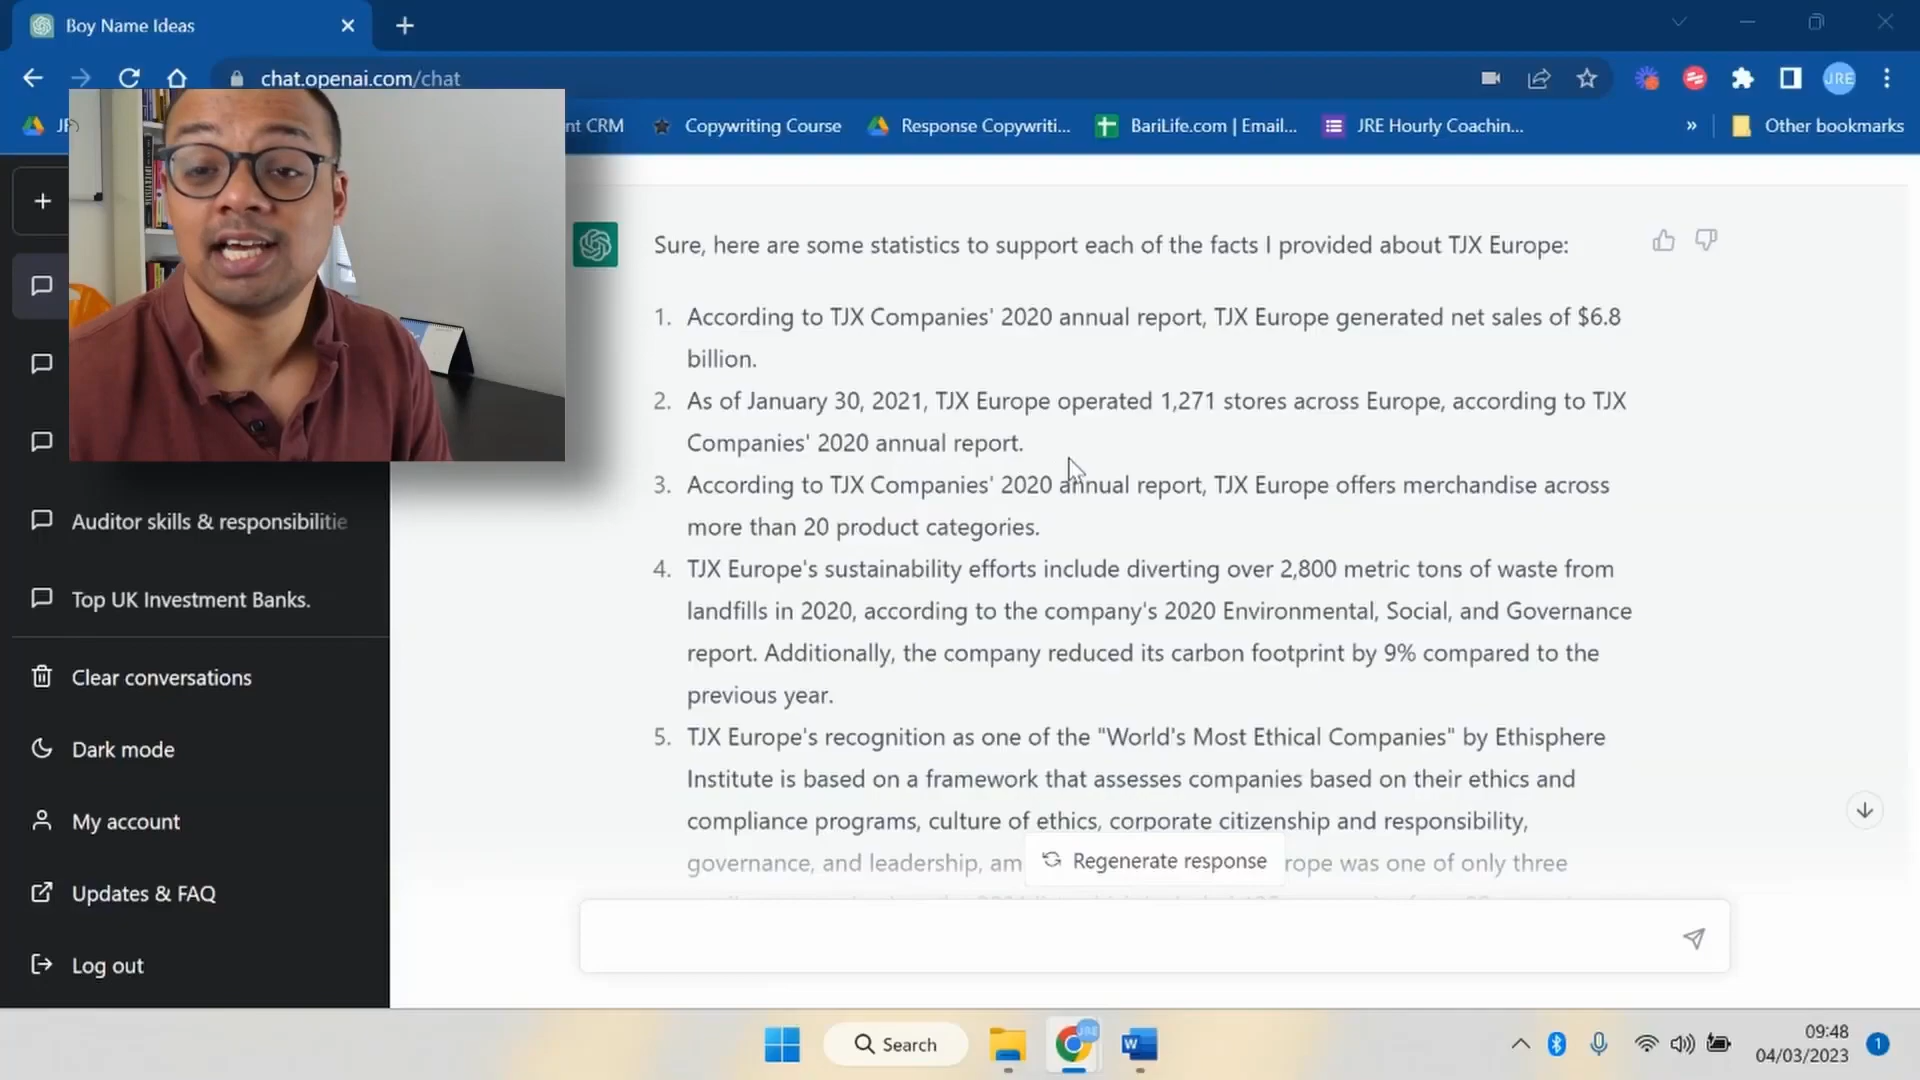 Boy Name Ideas
chat.openai.com/chat
JRE
nt CRM
Copywriting Course
Response Copywriti...
BariLife.com | Email...
JRE Hourly Coachin...
»
Other bookmarks
Sure, here are some statistics to support each of the facts I provided about TJX Europe:
1. According to TJX Companies' 2020 annual report, TJX Europe generated net sales of $6.8
billion.
2. As of January 30, 2021, TJX Europe operated 1,271 stores across Europe, according to TJX
Companies' 2020 annual report.
3. According to TJX Companies' 2020 annual report, TJX Europe offers merchandise across
more than 20 product categories.
4. TJX Europe's sustainability efforts include diverting over 2,800 metric tons of waste from
landfills in 2020, according to the company's 2020 Environmental, Social, and Governance
report. Additionally, the company reduced its carbon footprint by 9% compared to the
previous year.
5. TJX Europe's recognition as one of the "World's Most Ethical Companies" by Ethisphere
Institute is based on a framework that assesses companies based on their ethics and
compliance programs, culture of ethics, corporate citizenship and responsibility,
governance, and leadership, am
rope was one of only three
Regenerate response
Auditor skills & responsibilitie
Top UK Investment Banks.
Clear conversations
Dark mode
My account
Updates & FAQ
Log out
Search
JRE
W
09:48
04/03/2023
1